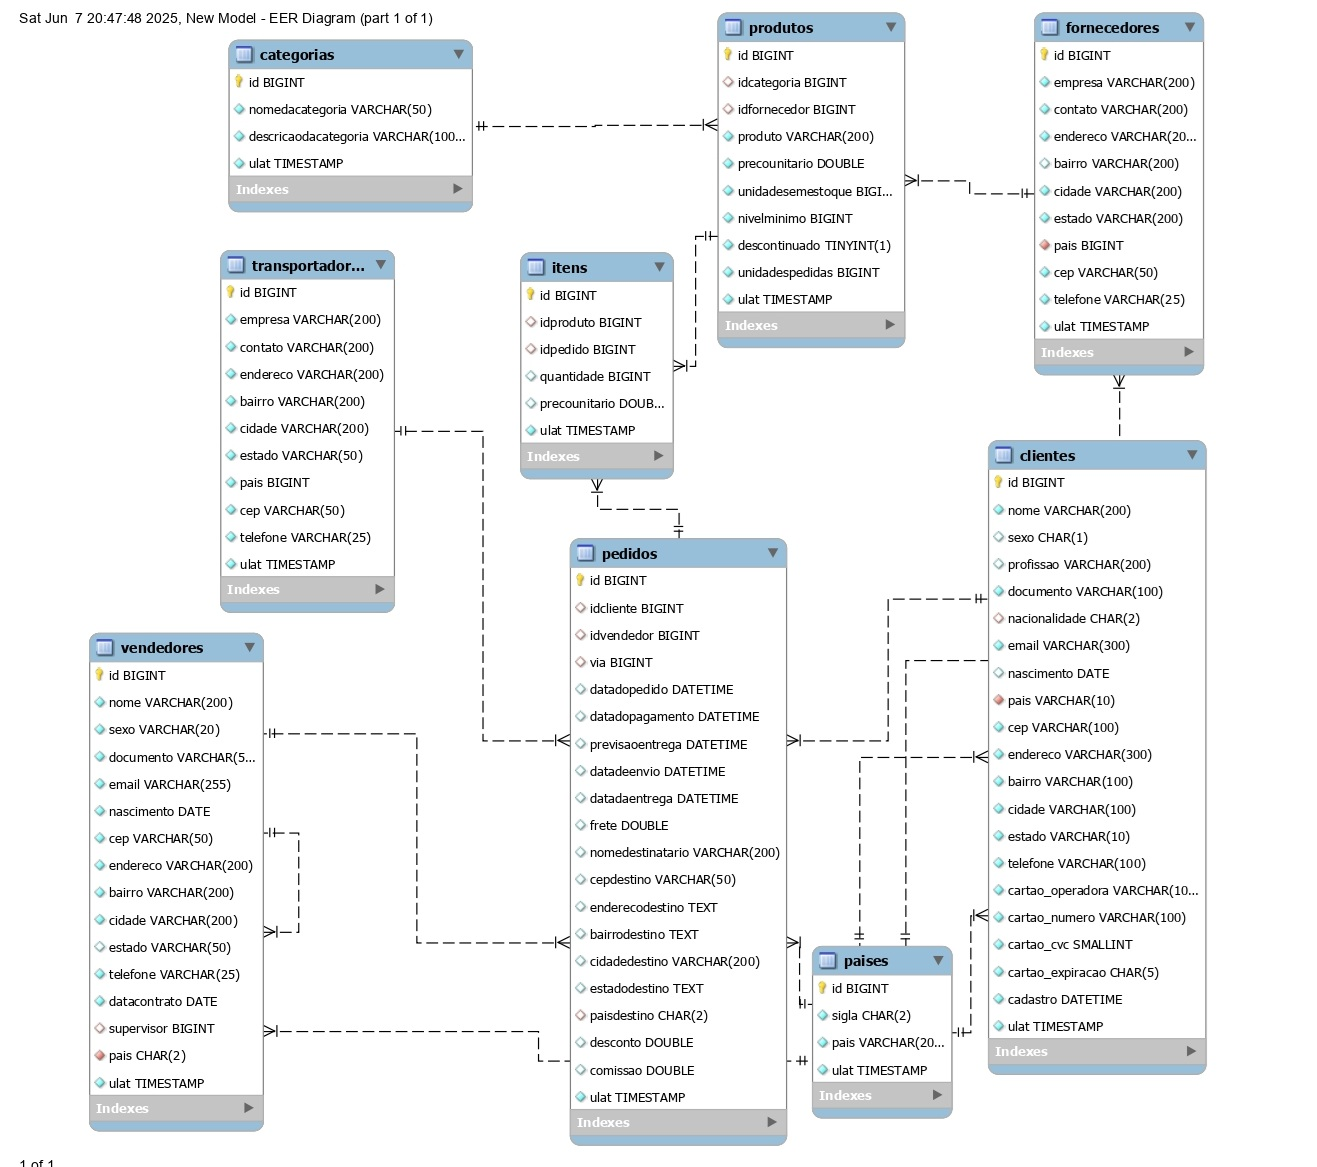 Sat Jun  7 20:47:48 2025, New Model - EER Diagram (part 1 of 1)
categorias
id BIGINT
nomedacategoria VARCHAR(50)
descricaodacategoria VARCHAR(100...
ulat TIMESTAMP
Indexes
produtos
id BIGINT
idcategoria BIGINT
idfornecedor BIGINT
produto VARCHAR(200)
precounitario DOUBLE
unidadesemestoque BIGI...
nivelminimo BIGINT
descontinuado TINYINT(1)
unidadespedidas BIGINT
ulat TIMESTAMP
Indexes
fornecedores
id BIGINT
empresa VARCHAR(200)
contato VARCHAR(200)
endereco VARCHAR(20...
bairro VARCHAR(200)
cidade VARCHAR(200)
estado VARCHAR(200)
pais BIGINT
cep VARCHAR(50)
telefone VARCHAR(25)
ulat TIMESTAMP
Indexes
transportador...
id BIGINT
empresa VARCHAR(200)
contato VARCHAR(200)
endereco VARCHAR(200)
bairro VARCHAR(200)
cidade VARCHAR(200)
estado VARCHAR(50)
pais BIGINT
cep VARCHAR(50)
telefone VARCHAR(25)
ulat TIMESTAMP
Indexes
itens
id BIGINT
idproduto BIGINT
idpedido BIGINT
quantidade BIGINT
precounitario DOUB...
ulat TIMESTAMP
Indexes
clientes
id BIGINT
nome VARCHAR(200)
sexo CHAR(1)
profissao VARCHAR(200)
documento VARCHAR(100)
nacionalidade CHAR(2)
email VARCHAR(300)
nascimento DATE
pais VARCHAR(10)
cep VARCHAR(100)
endereco VARCHAR(300)
bairro VARCHAR(100)
cidade VARCHAR(100)
estado VARCHAR(10)
telefone VARCHAR(100)
cartao_operadora VARCHAR(10...
cartao_numero VARCHAR(100)
cartao_cvc SMALLINT
cartao_expiracao CHAR(5)
cadastro DATETIME
ulat TIMESTAMP
Indexes
pedidos
id BIGINT
idcliente BIGINT
idvendedor BIGINT
via BIGINT
datadopedido DATETIME
datadopagamento DATETIME
previsaoentrega DATETIME
datadeenvio DATETIME
datadaentrega DATETIME
frete DOUBLE
nomedestinatario VARCHAR(200)
cepdestino VARCHAR(50)
enderecodestino TEXT
bairrodestino TEXT
cidadedestino VARCHAR(200)
estadodestino TEXT
paisdestino CHAR(2)
desconto DOUBLE
comissao DOUBLE
ulat TIMESTAMP
Indexes
vendedores
id BIGINT
nome VARCHAR(200)
sexo VARCHAR(20)
documento VARCHAR(5...
email VARCHAR(255)
nascimento DATE
cep VARCHAR(50)
endereco VARCHAR(200)
bairro VARCHAR(200)
cidade VARCHAR(200)
estado VARCHAR(50)
telefone VARCHAR(25)
datacontrato DATE
supervisor BIGINT
pais CHAR(2)
ulat TIMESTAMP
Indexes
paises
id BIGINT
sigla CHAR(2)
pais VARCHAR(20...
ulat TIMESTAMP
Indexes
1 of 1